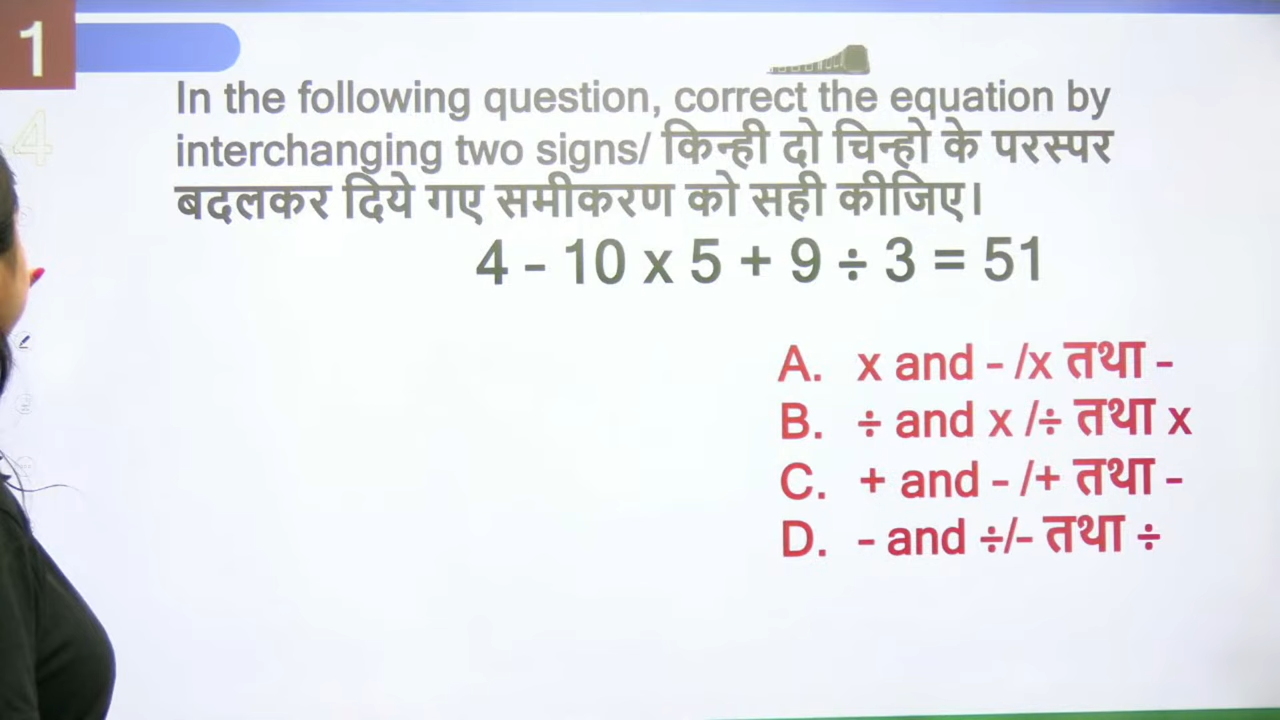 1
4
In the following question, correct the equation by
interchanging two signs/ किन्ही दो चिन्हो के परस्पर
बदलकर दिये गए समीकरण को सही कीजिए।
4 - 10 x 5 + 9 ÷ 3 = 51
A. x and - /x तथा -
B. ÷ and x /÷ तथा x
C. + and - /+ तथा -
D. - and ÷/- तथा ÷